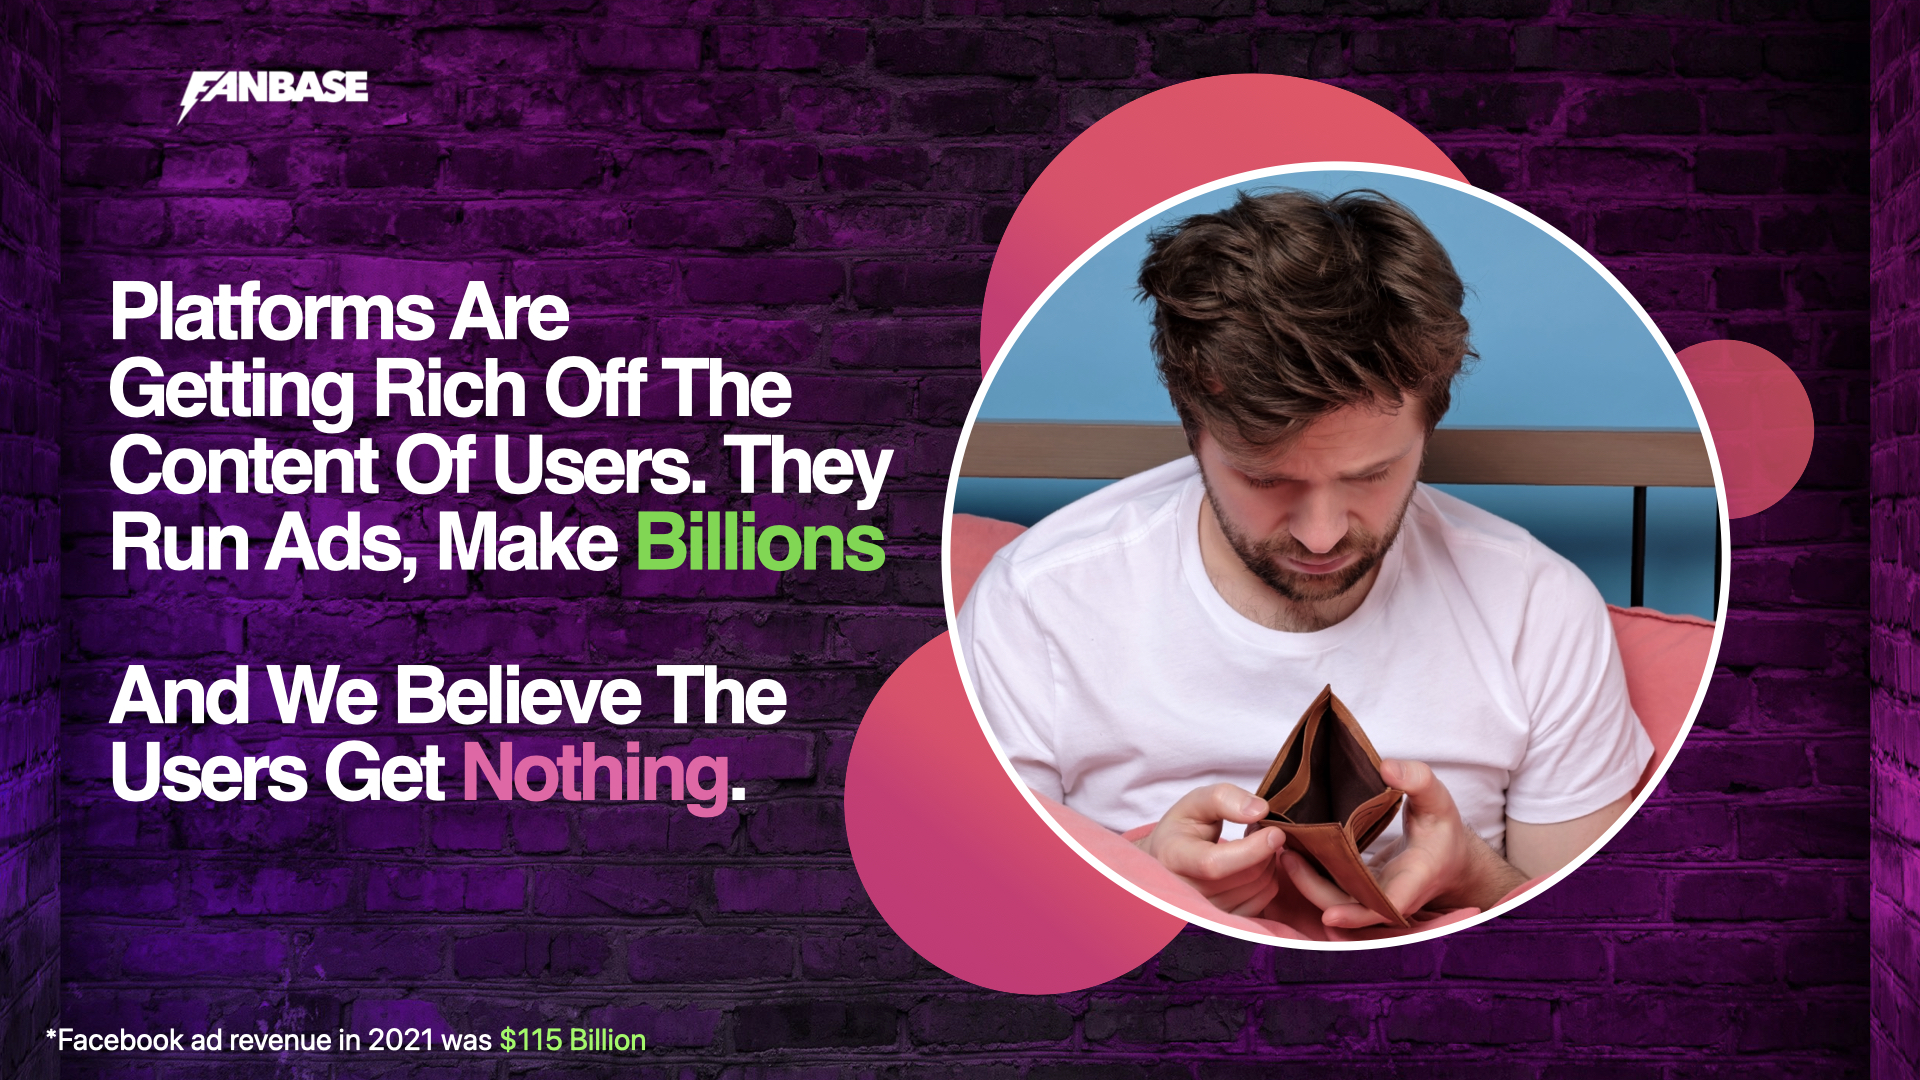 FANBASE
Platforms Are
Getting Rich Off The
Content Of Users. They
Run Ads, Make Billions
And We Believe The
Users Get Nothing.
*Facebook ad revenue in 2021 was $115 Billion